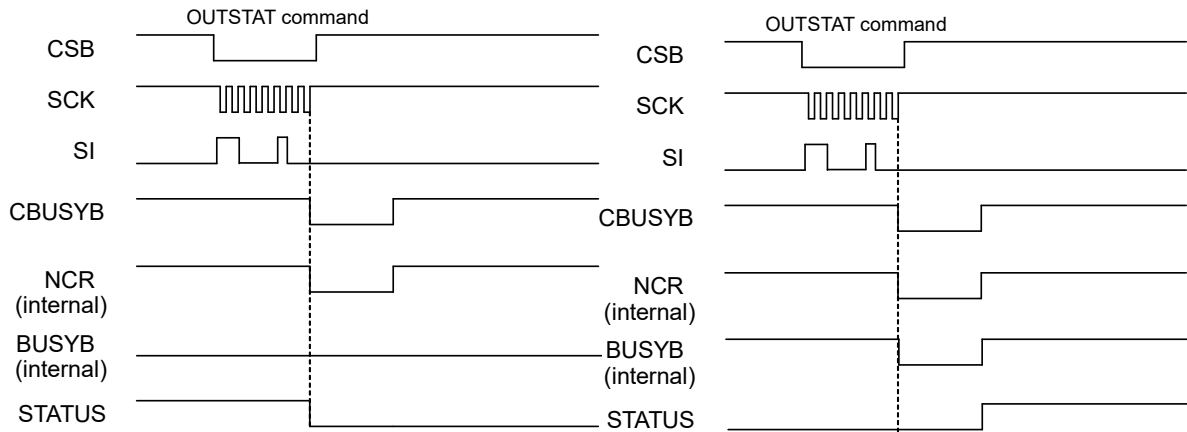 OUTSTAT command
CSB
SCK
SI
CBUSYB
NCR
(internal)
BUSYB
(internal)
STATUS
OUTSTAT command
CSB
SCK
SI
CBUSYB
NCR
(internal)
BUSYB
(internal)
STATUS